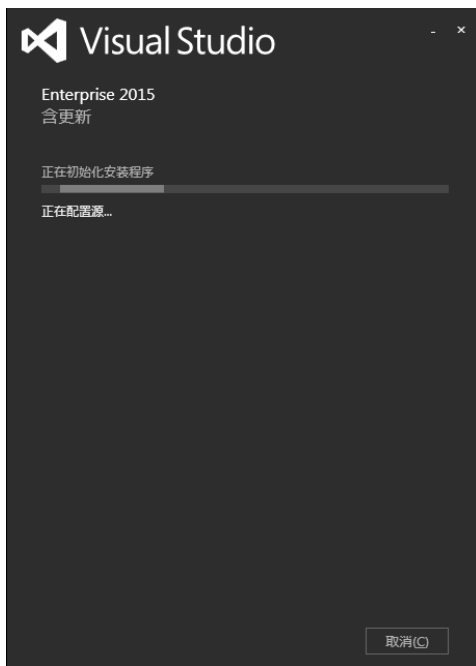 Visual Studio
Enterprise 2015
含更新
正在初始化安装程序
正在配置源...
取消(C)